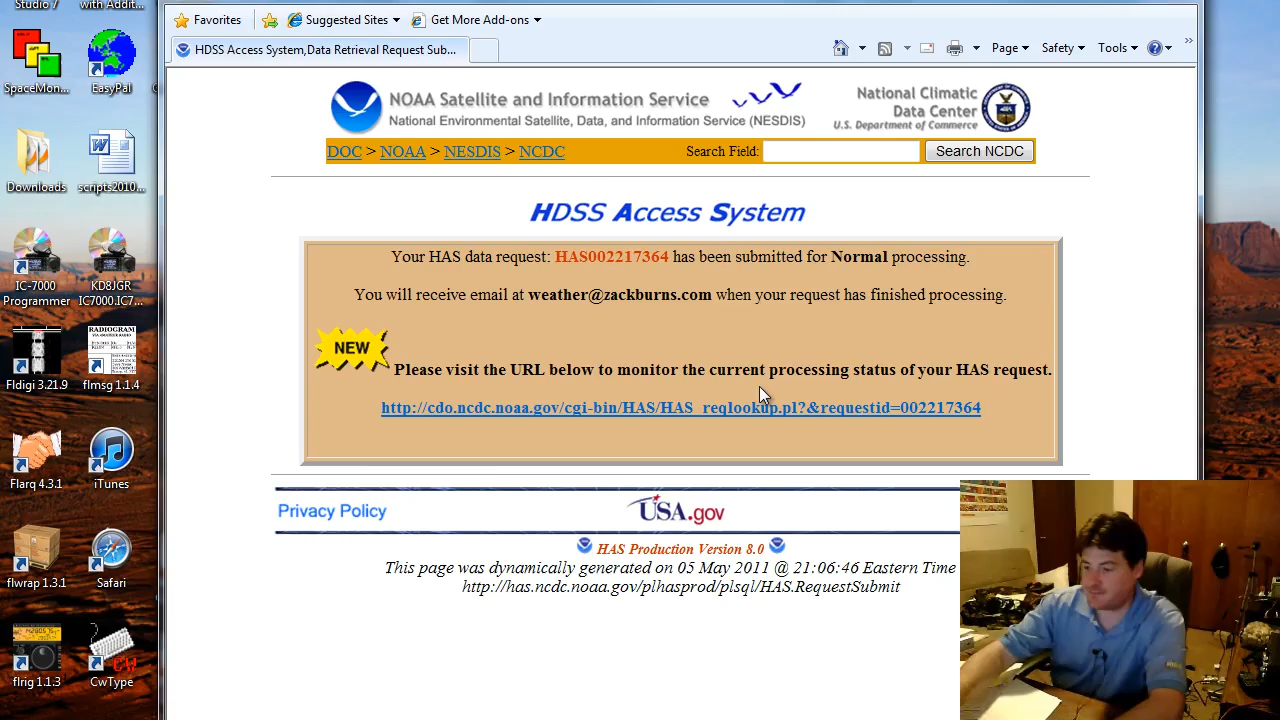 Studio 7
with Addit...
Favorites
Suggested Sites
Get More Add-ons
HDSS Access System,Data Retrieval Request Sub...
Page
Safety
Tools
»
SpaceMon...
EasyPal
Downloads
scripts2010...
IC-7000
Programmer
KD8JGR
IC7000.IC7...
RADIOGRAM
VIA AMATEUR RADIO
Fldigi 3.21.9
flmsg 1.1.4
Flarq 4.3.1
iTunes
flwrap 1.3.1
Safari
flrig 1.1.3
CW
CwType
NOAA Satellite and Information Service
National Environmental Satellite, Data, and Information Service (NESDIS)
National Climatic
Data Center
U.S. Department of Commerce
DOC > NOAA > NESDIS > NCDC
Search Field:
Search NCDC
HDSS Access System
Your HAS data request: HAS002217364 has been submitted for Normal processing.
You will receive email at weather@zackburns.com when your request has finished processing.
NEW
Please visit the URL below to monitor the current processing status of your HAS request.
http://cdo.ncdc.noaa.gov/cgi-bin/HAS/HAS_reqlookup.pl?&requestid=002217364
Privacy Policy
USA.gov
HAS Production Version 8.0
This page was dynamically generated on 05 May 2011 @ 21:06:46 Eastern Time
http://has.ncdc.noaa.gov/plhasprod/plsql/HAS.RequestSubmit